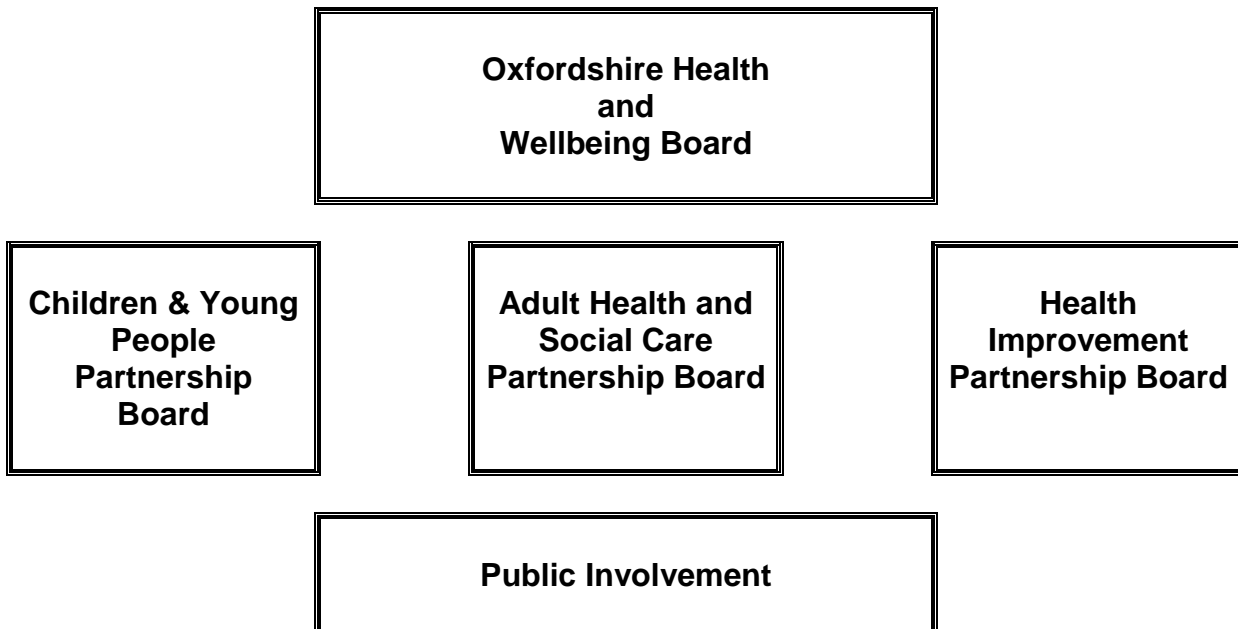 Oxfordshire Health
and
Wellbeing Board
Children & Young
People
Partnership
Board
Adult Health and
Social Care
Partnership Board
Health
Improvement
Partnership Board
Public Involvement